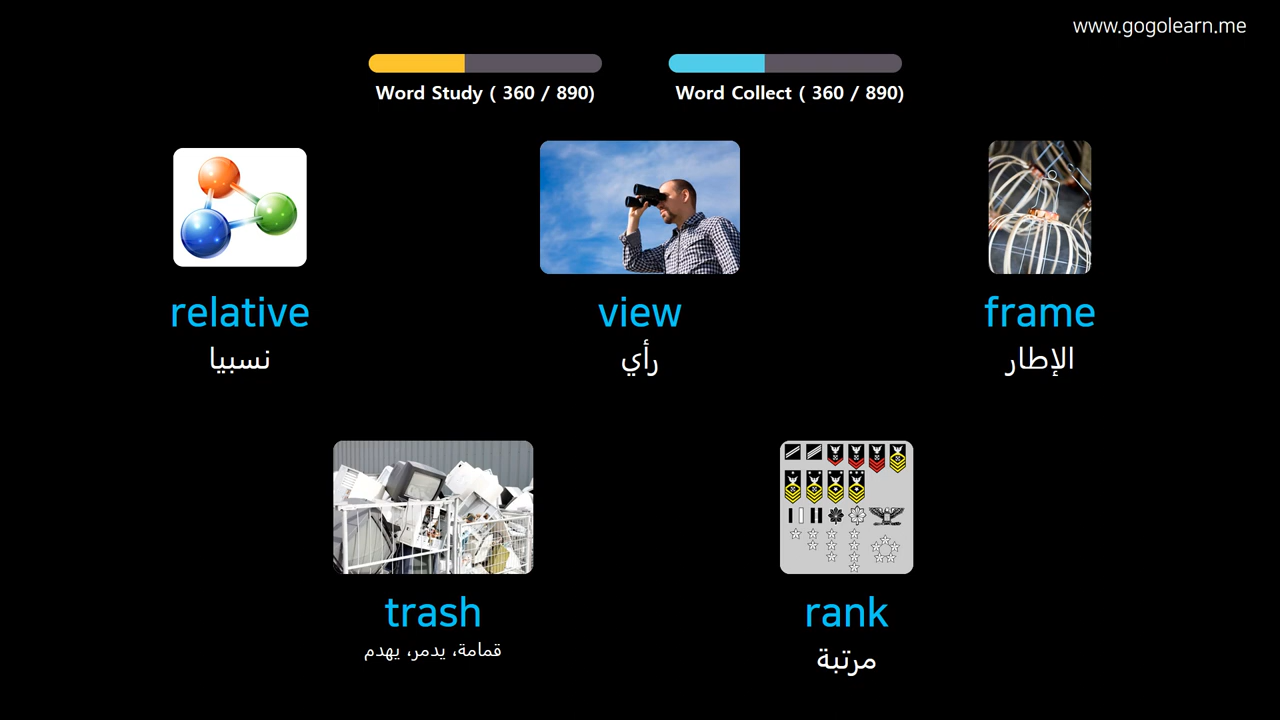 www.gogolearn.me
Word Study ( 360 / 890)
Word Collect ( 360 / 890)
relative
نسبيا
view
رأي
frame
الإطار
trash
قمامة، يدمر، يهدم
rank
مرتبة